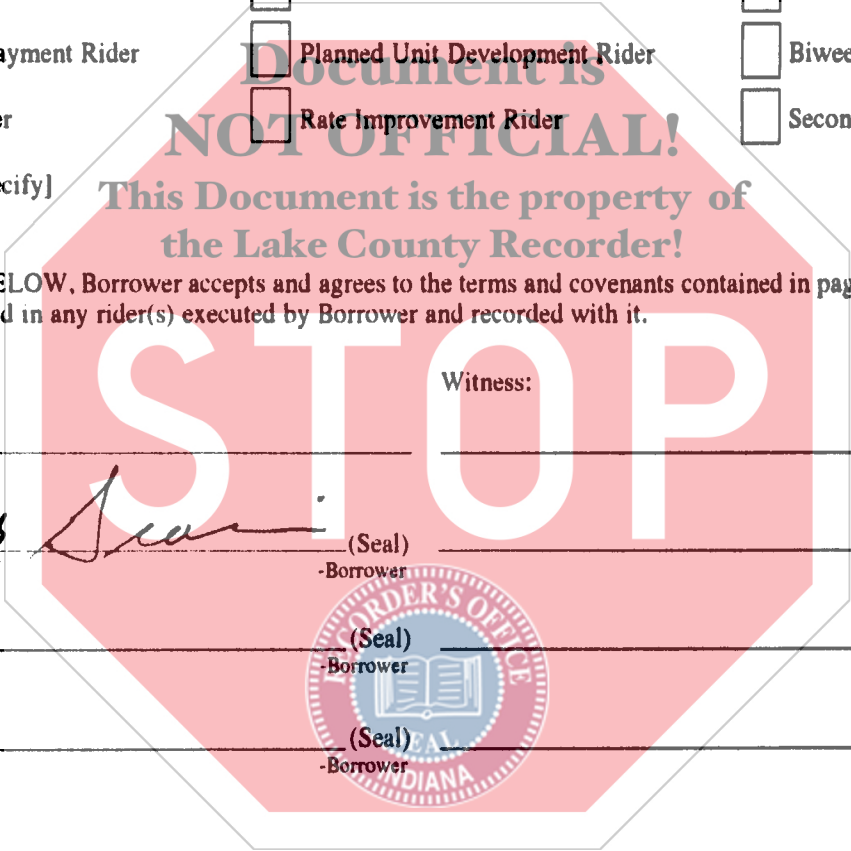 ayment Rider Planned Unit Development Rider Biwee
Document is
er Rate Improvement Rider Secon
NOT OFFICIAL!
ecify]
This Document is the property of
the Lake County Recorder!
ELOW, Borrower accepts and agrees to the terms and covenants contained in pag
d in any rider(s) executed by Borrower and recorded with it.
STOP
Witness:
(Seal)
-Borrower
RECORDER'S OFFICE
(Seal)
-Borrower
(Seal)
SEAL
-Borrower
INDIANA